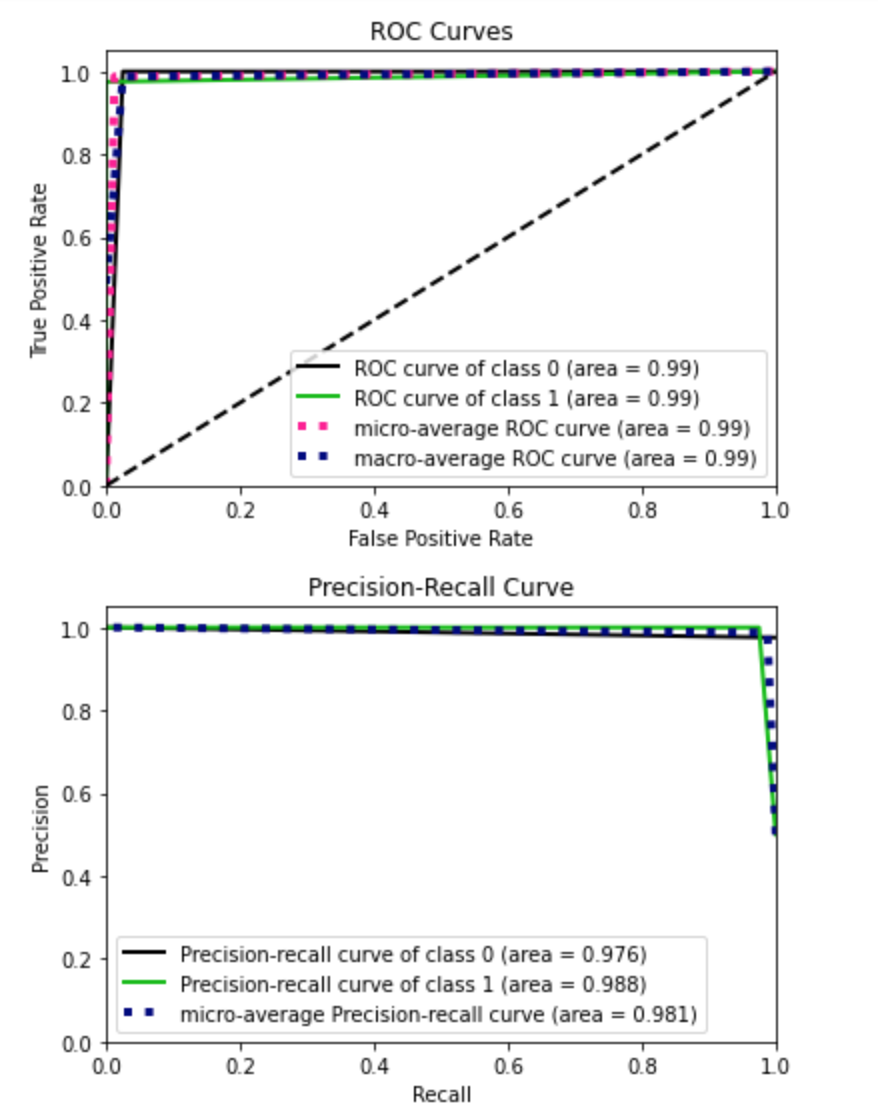 ROC Curves
1.0
0.8
0.6
0.4
0.2
0.0
True Positive Rate
ROC curve of class 0 (area = 0.99)
ROC curve of class 1 (area = 0.99)
micro-average ROC curve (area = 0.99)
macro-average ROC curve (area = 0.99)
0.0 0.2 0.4 0.6 0.8 1.0
False Positive Rate
Precision-Recall Curve
1.0
0.8
0.6
0.4
0.2
0.0
Precision
Precision-recall curve of class 0 (area = 0.976)
Precision-recall curve of class 1 (area = 0.988)
micro-average Precision-recall curve (area = 0.981)
0.0 0.2 0.4 0.6 0.8 1.0
Recall